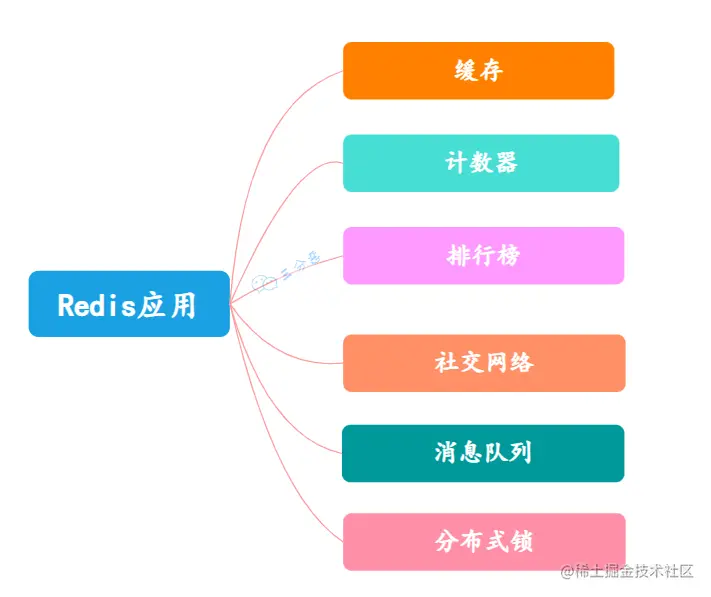 缓存
计数器
排行榜
三分恶
Redis应用
社交网络
消息队列
分布式锁
@稀土掘金技术社区